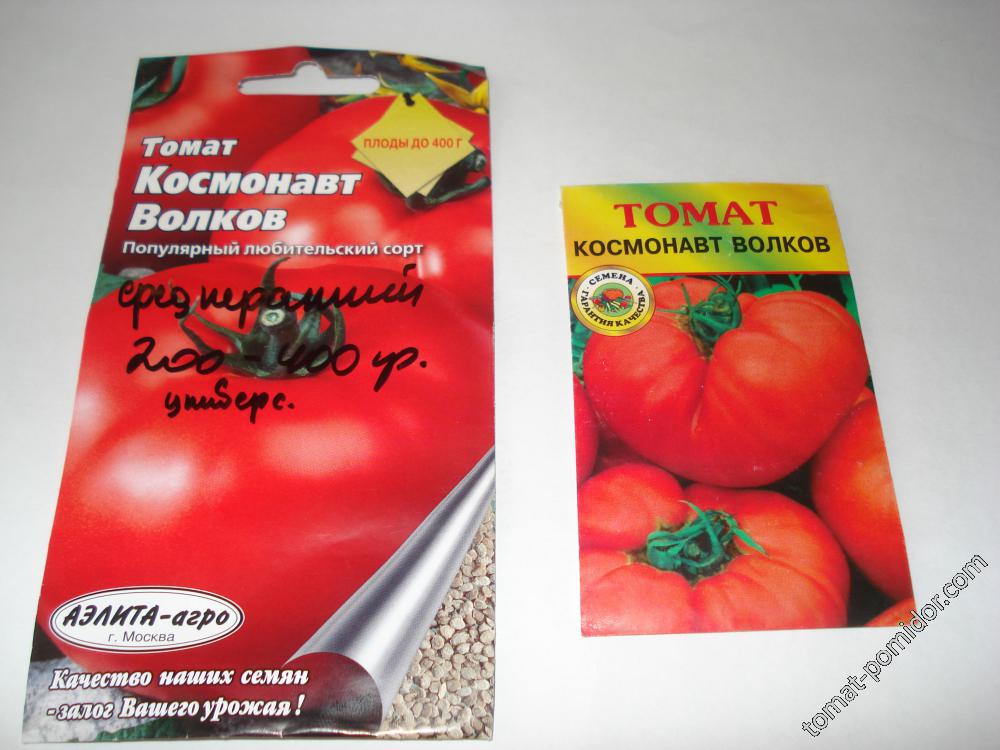 ПЛОДЫ ДО 400 Г
Томат
Космонавт
Волков
Популярный любительский сорт
среднеранний
200-400 гр.
универс.
АЭЛИТА-агро
г. Москва
Качество наших семян
-залог Вашего урожая!
ТОМАТ
КОСМОНАВТ ВОЛКОВ
СЕМЕНА
ГАРАНТИЯ КАЧЕСТВА
tomat-pomidor.com